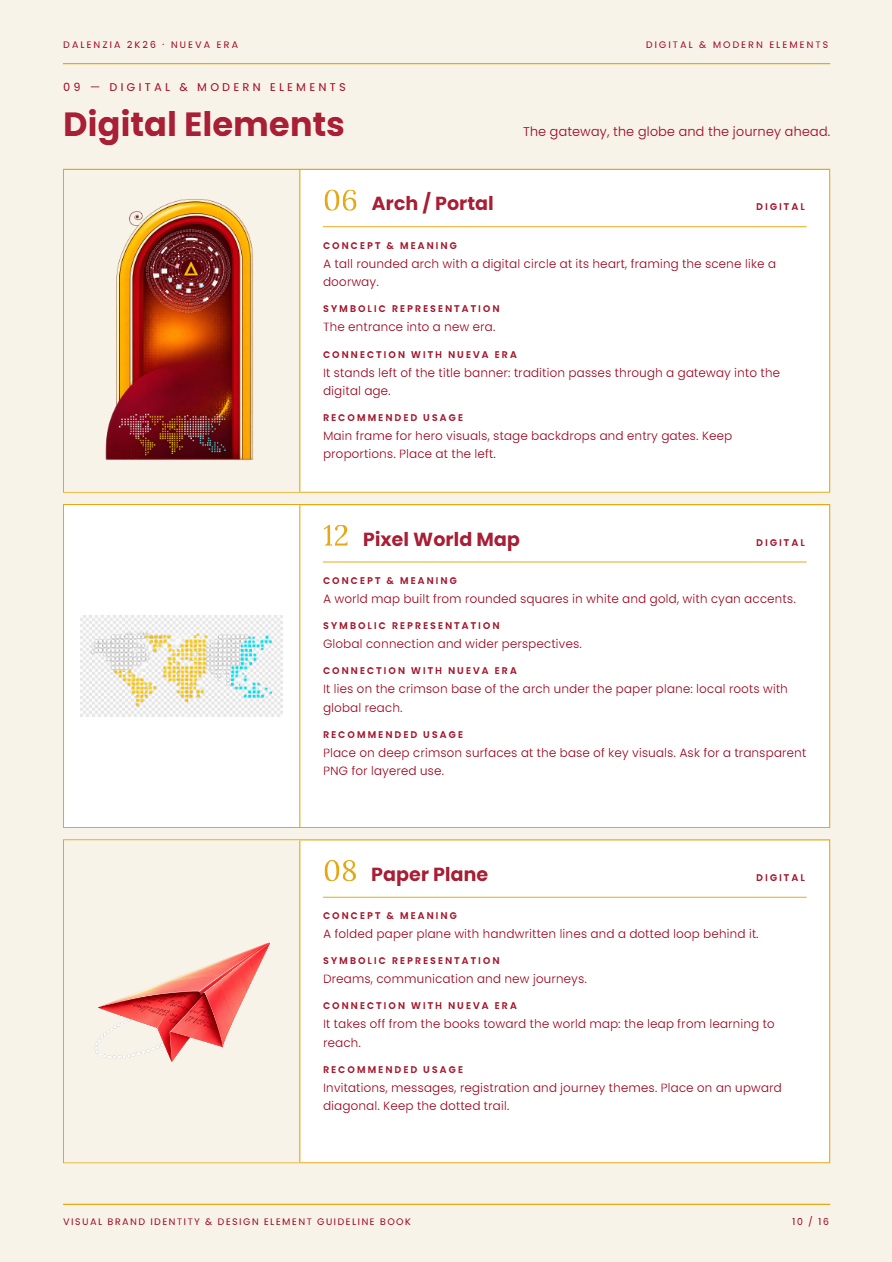 DALENZIA 2K26 · NUEVA ERA
DIGITAL & MODERN ELEMENTS
09 — DIGITAL & MODERN ELEMENTS
Digital Elements
The gateway, the globe and the journey ahead.
06 Arch / Portal
DIGITAL
CONCEPT & MEANING
A tall rounded arch with a digital circle at its heart, framing the scene like a
doorway.
SYMBOLIC REPRESENTATION
The entrance into a new era.
CONNECTION WITH NUEVA ERA
It stands left of the title banner: tradition passes through a gateway into the
digital age.
RECOMMENDED USAGE
Main frame for hero visuals, stage backdrops and entry gates. Keep
proportions. Place at the left.
12 Pixel World Map
DIGITAL
CONCEPT & MEANING
A world map built from rounded squares in white and gold, with cyan accents.
SYMBOLIC REPRESENTATION
Global connection and wider perspectives.
CONNECTION WITH NUEVA ERA
It lies on the crimson base of the arch under the paper plane: local roots with
global reach.
RECOMMENDED USAGE
Place on deep crimson surfaces at the base of key visuals. Ask for a transparent
PNG for layered use.
08 Paper Plane
DIGITAL
CONCEPT & MEANING
A folded paper plane with handwritten lines and a dotted loop behind it.
SYMBOLIC REPRESENTATION
Dreams, communication and new journeys.
CONNECTION WITH NUEVA ERA
It takes off from the books toward the world map: the leap from learning to
reach.
RECOMMENDED USAGE
Invitations, messages, registration and journey themes. Place on an upward
diagonal. Keep the dotted trail.
VISUAL BRAND IDENTITY & DESIGN ELEMENT GUIDELINE BOOK
10 / 16